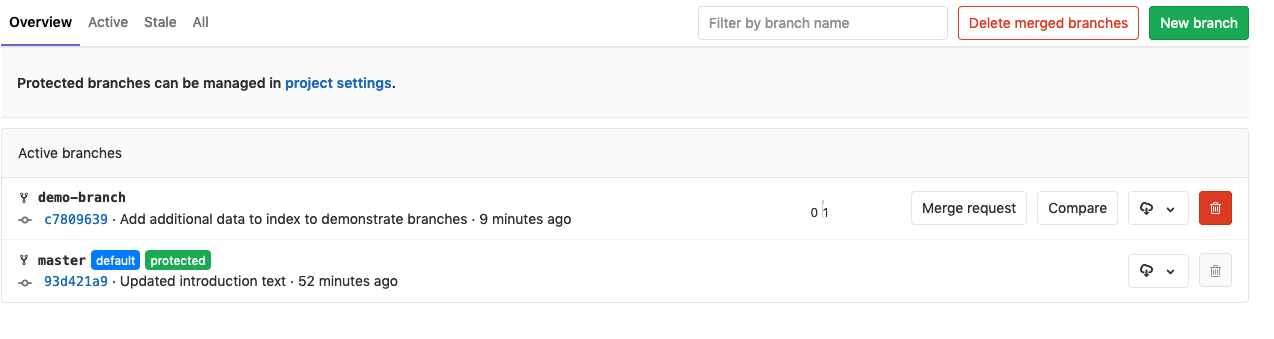 Overview Active Stale All Filter by branch name Delete merged branches New branch
Protected branches can be managed in project settings.
Active branches
demo-branch
c7809639 · Add additional data to index to demonstrate branches · 9 minutes ago 0 1 Merge request Compare
master default protected
93d421a9 · Updated introduction text · 52 minutes ago